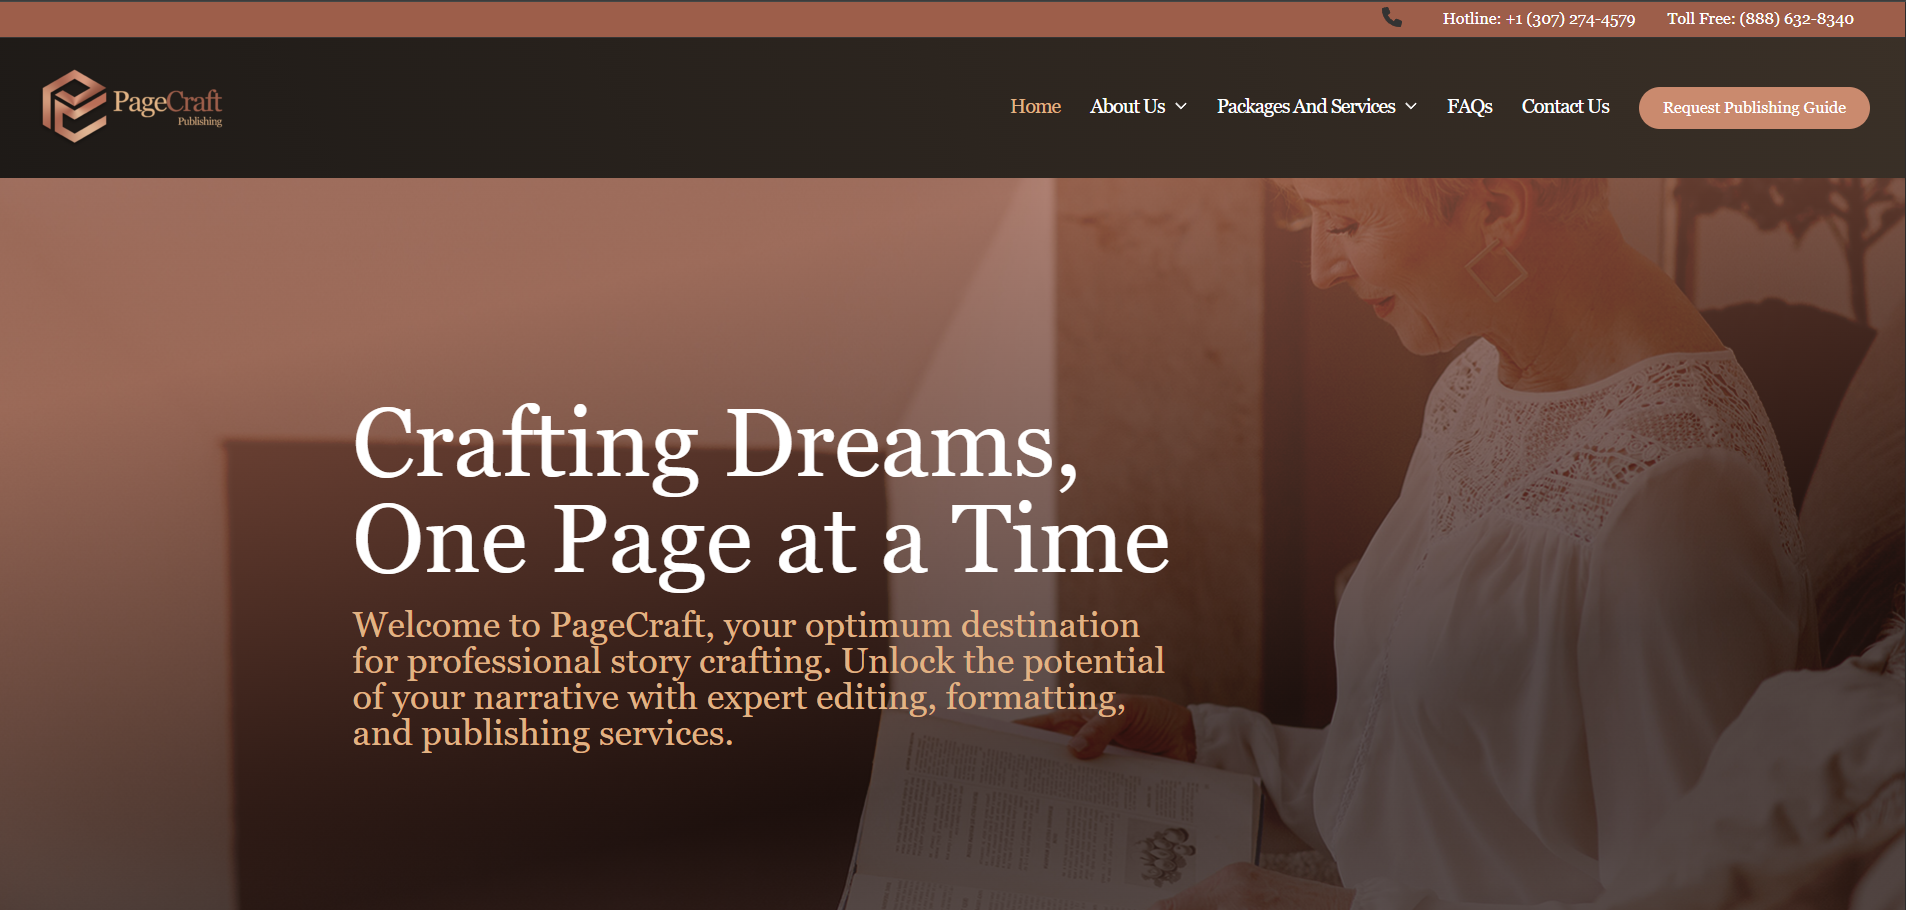 Hotline: +1 (307) 274-4579 Toll Free: (888) 632-8340
PageCraft
Publishing
Home About Us Packages And Services FAQs Contact Us Request Publishing Guide
Crafting Dreams,
One Page at a Time
Welcome to PageCraft, your optimum destination
for professional story crafting. Unlock the potential
of your narrative with expert editing, formatting,
and publishing services.